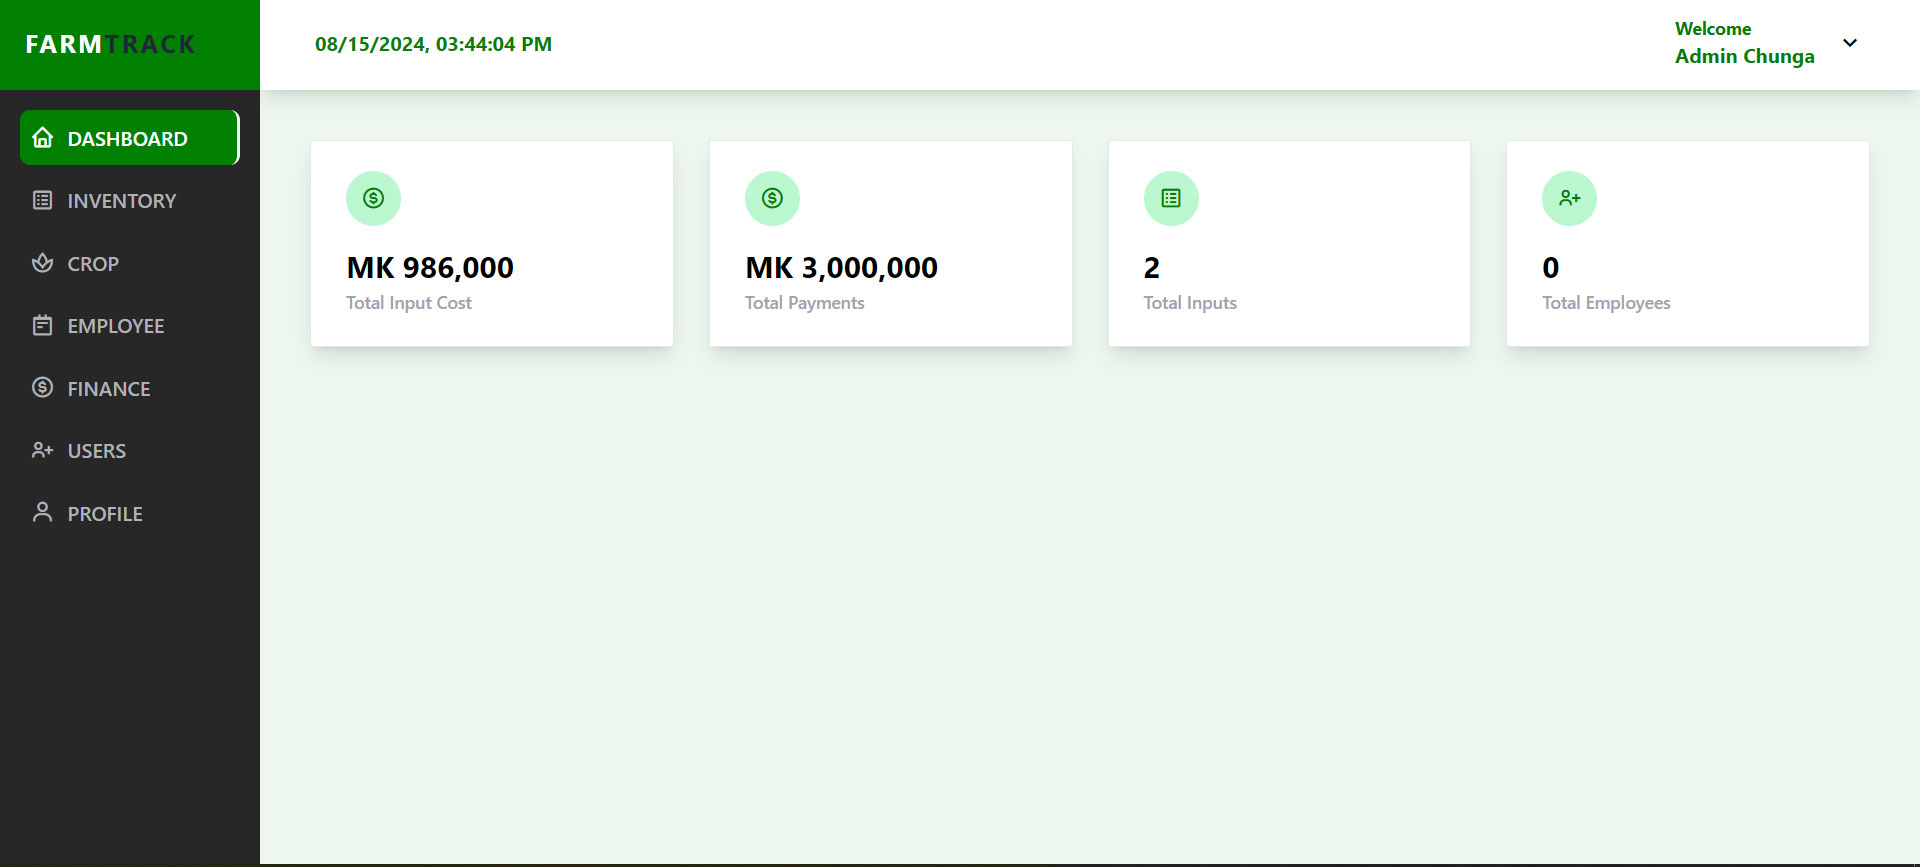 FARMTRACK
08/15/2024, 03:44:04 PM
Welcome
Admin Chunga
DASHBOARD
INVENTORY
CROP
EMPLOYEE
FINANCE
USERS
PROFILE
MK 986,000
Total Input Cost
MK 3,000,000
Total Payments
2
Total Inputs
0
Total Employees